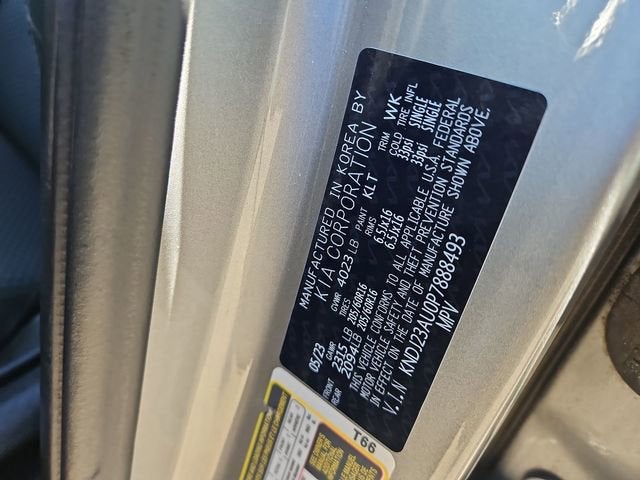 MANUFACTURED IN KOREA BY
KIA CORPORATION
05/23 GVWR 4023 LB PAINT KLT TRIM WK
GAWR TIRES RIMS COLD TIRE INFL
FRONT 2315 LB 205/60R16 6.5Jx16 33psi SINGLE
REAR 2094 LB 205/60R16 6.5Jx16 33psi SINGLE
THIS VEHICLE CONFORMS TO ALL APPLICABLE U.S.A. FEDERAL
MOTOR VEHICLE SAFETY AND THEFT PREVENTION STANDARDS
IN EFFECT ON THE DATE OF MANUFACTURE SHOWN ABOVE.
V.I.N KNDJ23AU0P7888493
MPV
T66